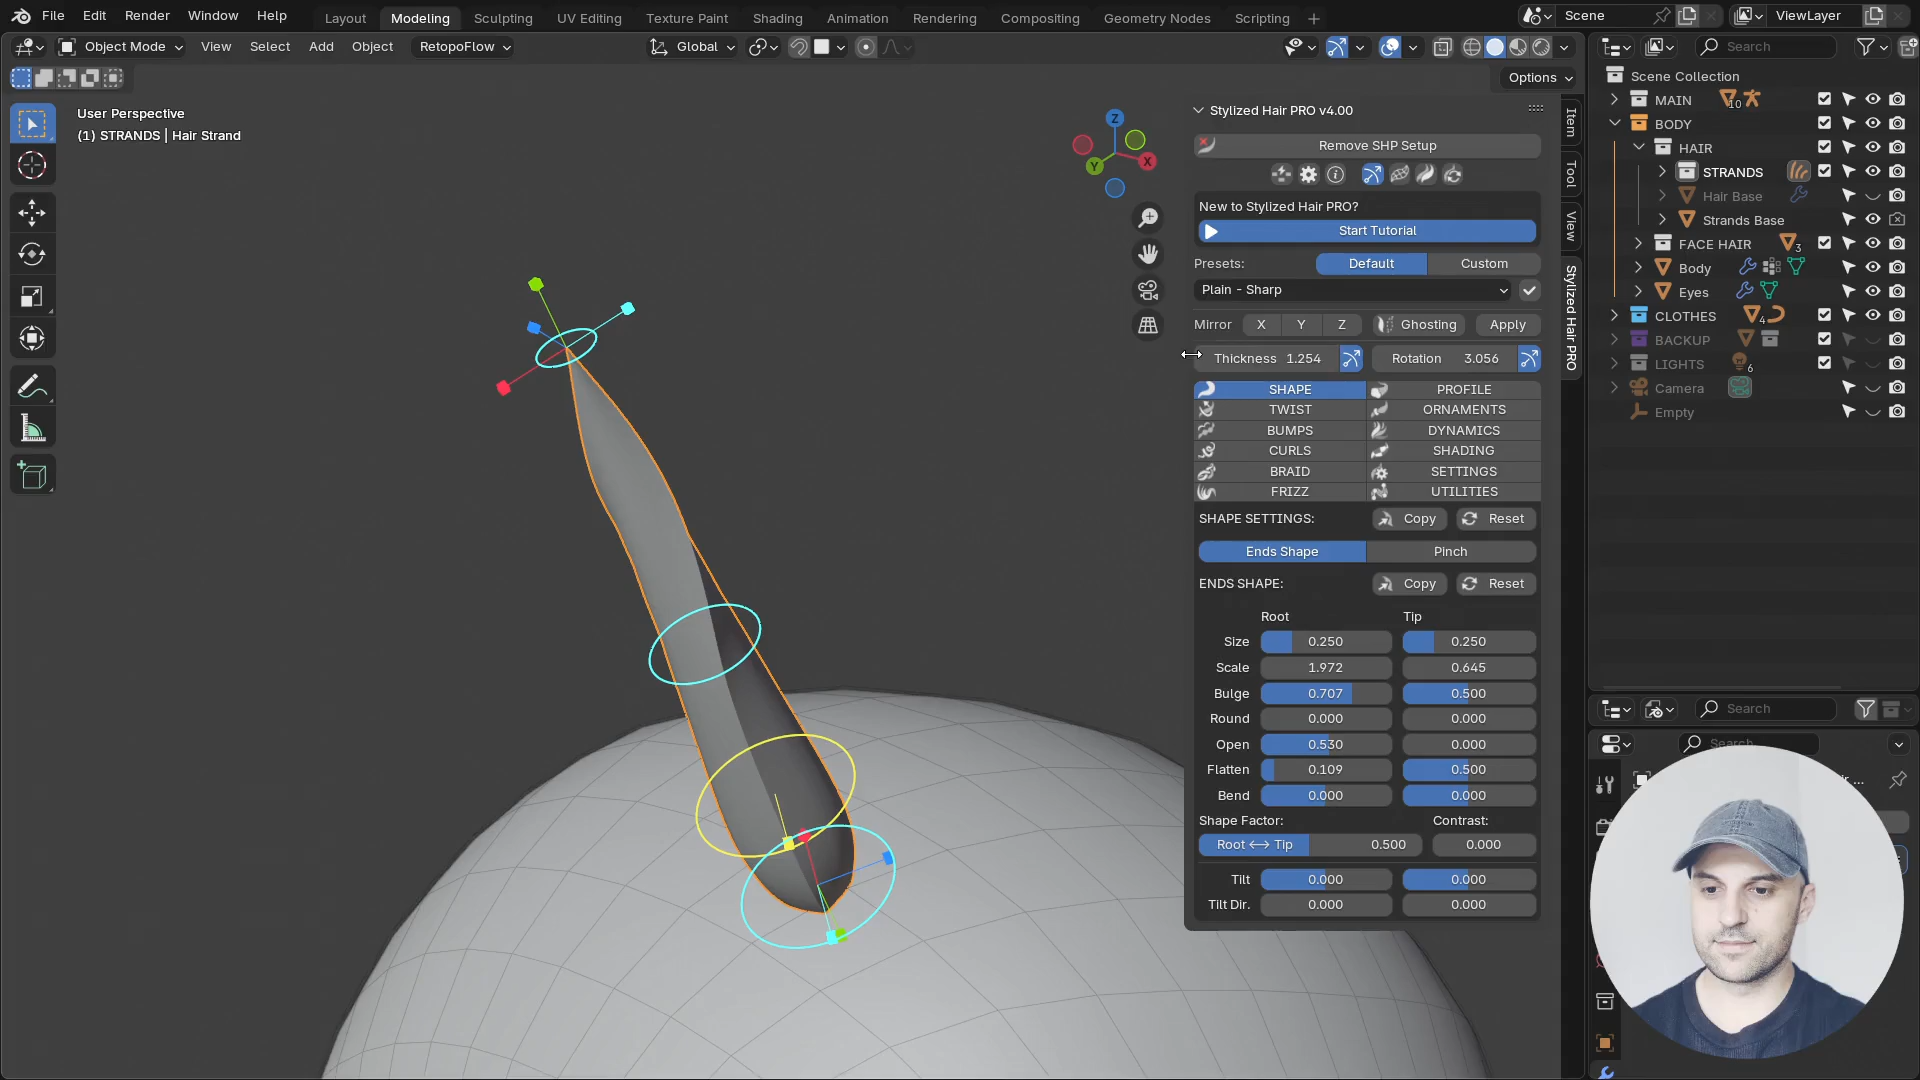 File Edit Render Window Help Layout Modeling Sculpting UV Editing Texture Paint Shading Animation Rendering Compositing Geometry Nodes Scripting Scene ViewLayer
Object Mode View Select Add Object RetopoFlow Global Search
Options
User Perspective
(1) STRANDS | Hair Strand
Z
X
Y
Stylized Hair PRO v4.00
Remove SHP Setup
New to Stylized Hair PRO?
Start Tutorial
Presets: Default Custom
Plain - Sharp
Mirror X Y Z Ghosting Apply
Thickness 1.254 Rotation 3.056
SHAPE PROFILE
TWIST ORNAMENTS
BUMPS DYNAMICS
CURLS SHADING
BRAID SETTINGS
FRIZZ UTILITIES
SHAPE SETTINGS: Copy Reset
Ends Shape Pinch
ENDS SHAPE: Copy Reset
Root Tip
Size 0.250 0.250
Scale 1.972 0.645
Bulge 0.707 0.500
Round 0.000 0.000
Open 0.530 0.000
Flatten 0.109 0.500
Bend 0.000 0.000
Shape Factor: Contrast:
Root <-> Tip 0.500 0.000
Tilt 0.000 0.000
Tilt Dir. 0.000 0.000
Item
Tool
View
Stylized Hair PRO
Scene Collection
MAIN 10
BODY
HAIR
STRANDS
Hair Base
Strands Base
FACE HAIR 3
Body
Eyes
CLOTHES 4
BACKUP
LIGHTS 6
Camera
Empty
Search
Search